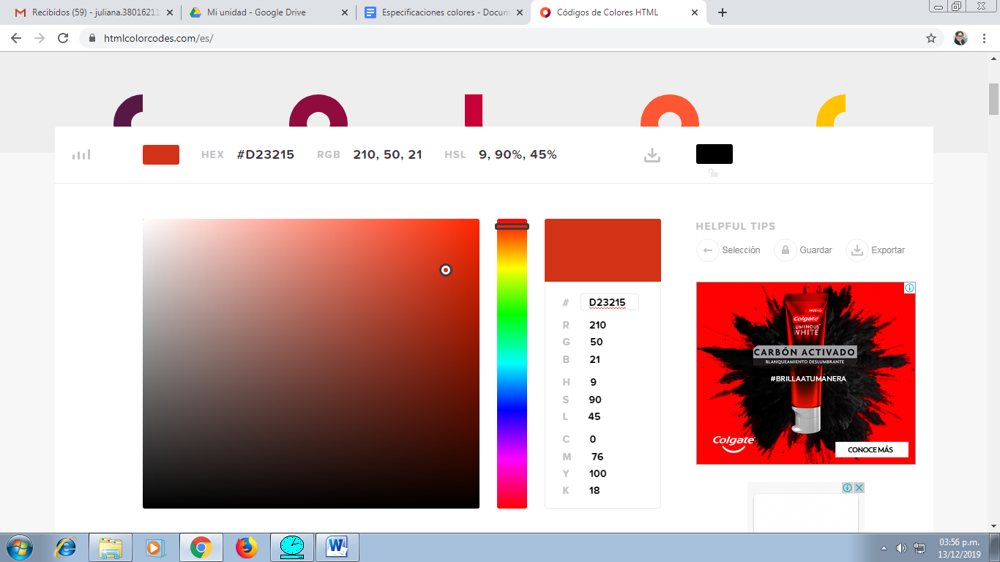 Recibidos (59) - juliana.38016211
Mi unidad - Google Drive
Especificaciones colores - Docum
Códigos de Colores HTML
htmlcolorcodes.com/es/
HEX #D23215 RGB 210, 50, 21 HSL 9, 90%, 45%
# D23215
R 210
G 50
B 21
H 9
S 90
L 45
C 0
M 76
Y 100
K 18
HELPFUL TIPS
Selección Guardar Exportar
NUEVO
Colgate
LUMINOUS
WHITE
CARBÓN ACTIVADO
BLANQUEAMIENTO DESLUMBRANTE
#BRILLAATUMANERA
Colgate
CONOCE MÁS
03:56 p.m.
13/12/2019